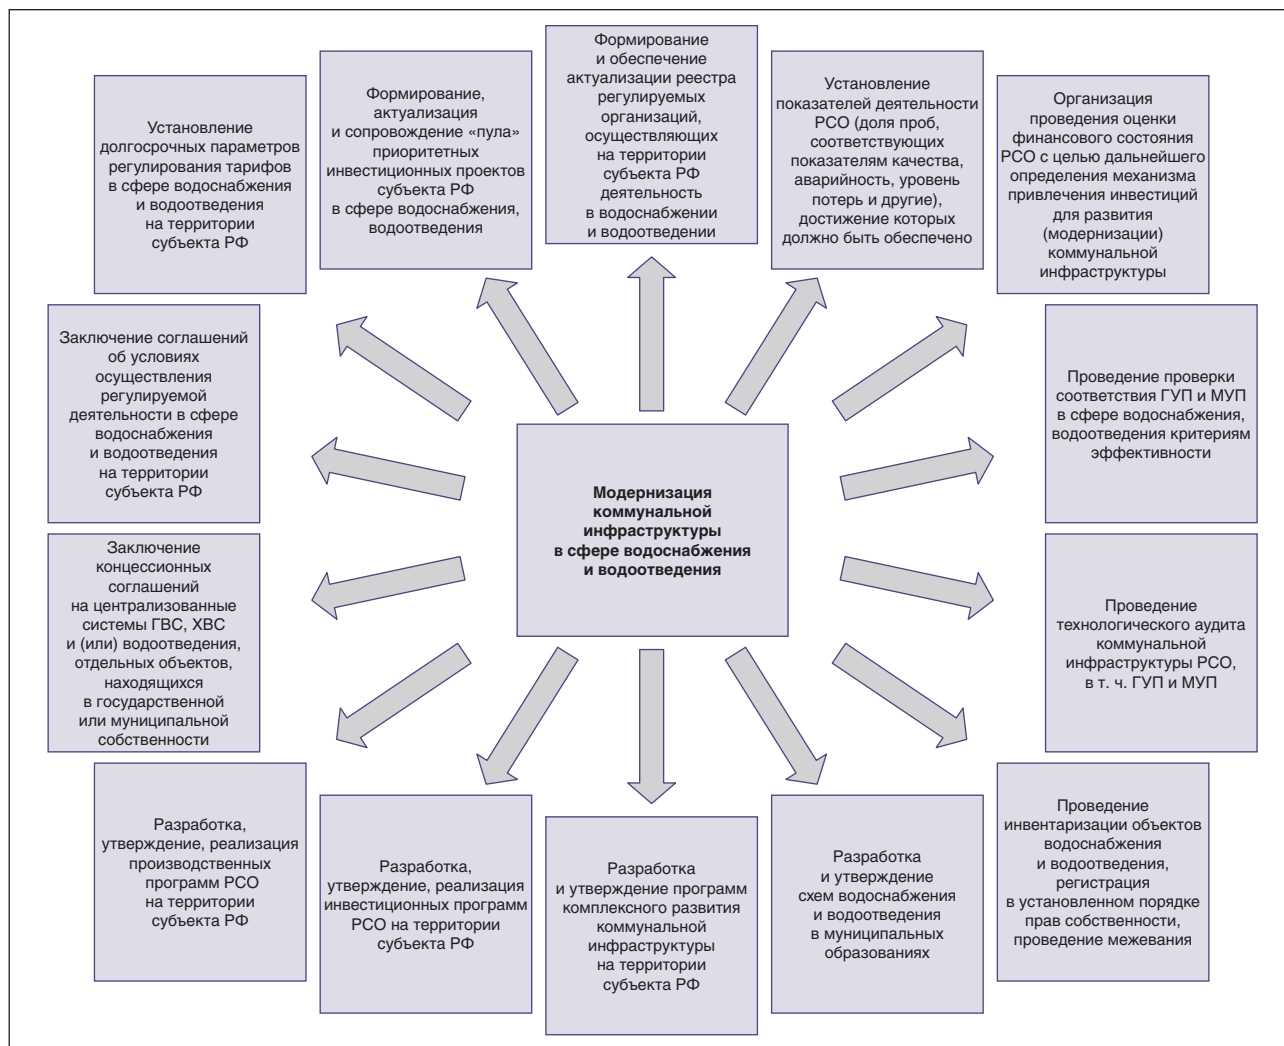 Установление
долгосрочных параметров
регулирования тарифов
в сфере водоснабжения
и водоотведения
на территории
субъекта РФ
Формирование,
актуализация
и сопровождение «пула»
приоритетных
инвестиционных проектов
субъекта РФ
в сфере водоснабжения,
водоотведения
Формирование
и обеспечение
актуализации реестра
регулируемых
организаций,
осуществляющих
на территории
субъекта РФ
деятельность
в водоснабжении
и водоотведении
Установление
показателей деятельности
РСО (доля проб,
соответствующих
показателям качества,
аварийность, уровень
потерь и другие),
достижение которых
должно быть обеспечено
Организация
проведения оценки
финансового состояния
РСО с целью дальнейшего
определения механизма
привлечения инвестиций
для развития
(модернизации)
коммунальной
инфраструктуры
Заключение соглашений
об условиях
осуществления
регулируемой
деятельности в сфере
водоснабжения
и водоотведения
на территории
субъекта РФ
Проведение проверки
соответствия ГУП и МУП
в сфере водоснабжения,
водоотведения критериям
эффективности
Модернизация
коммунальной
инфраструктуры
в сфере водоснабжения
и водоотведения
Заключение
концессионных
соглашений
на централизованные
системы ГВС, ХВС
и (или) водоотведения,
отдельных объектов,
находящихся
в государственной
или муниципальной
собственности
Проведение
технологического аудита
коммунальной
инфраструктуры РСО,
в т. ч. ГУП и МУП
Разработка,
утверждение, реализация
производственных
программ РСО
на территории
субъекта РФ
Разработка,
утверждение, реализация
инвестиционных программ
РСО на территории
субъекта РФ
Разработка
и утверждение программ
комплексного развития
коммунальной
инфраструктуры
на территории
субъекта РФ
Разработка
и утверждение
схем водоснабжения
и водоотведения
в муниципальных
образованиях
Проведение
инвентаризации объектов
водоснабжения
и водоотведения,
регистрация
в установленном порядке
прав собственности,
проведение межевания